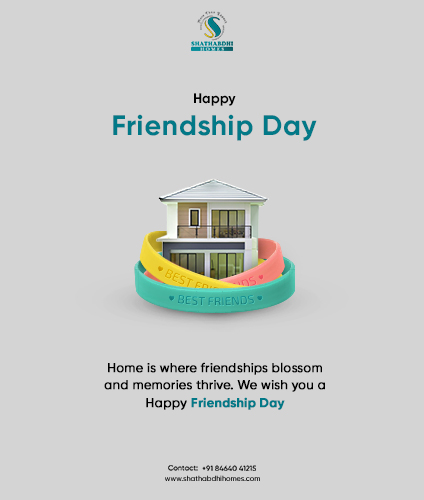 SHATHABDHI
HOMES
Happy
Friendship Day
BEST FRIENDS
♥ BEST FRIENDS ♥
Home is where friendships blossom
and memories thrive. We wish you a
Happy Friendship Day
Contact: +91 84640 41215
www.shathabdhihomes.com